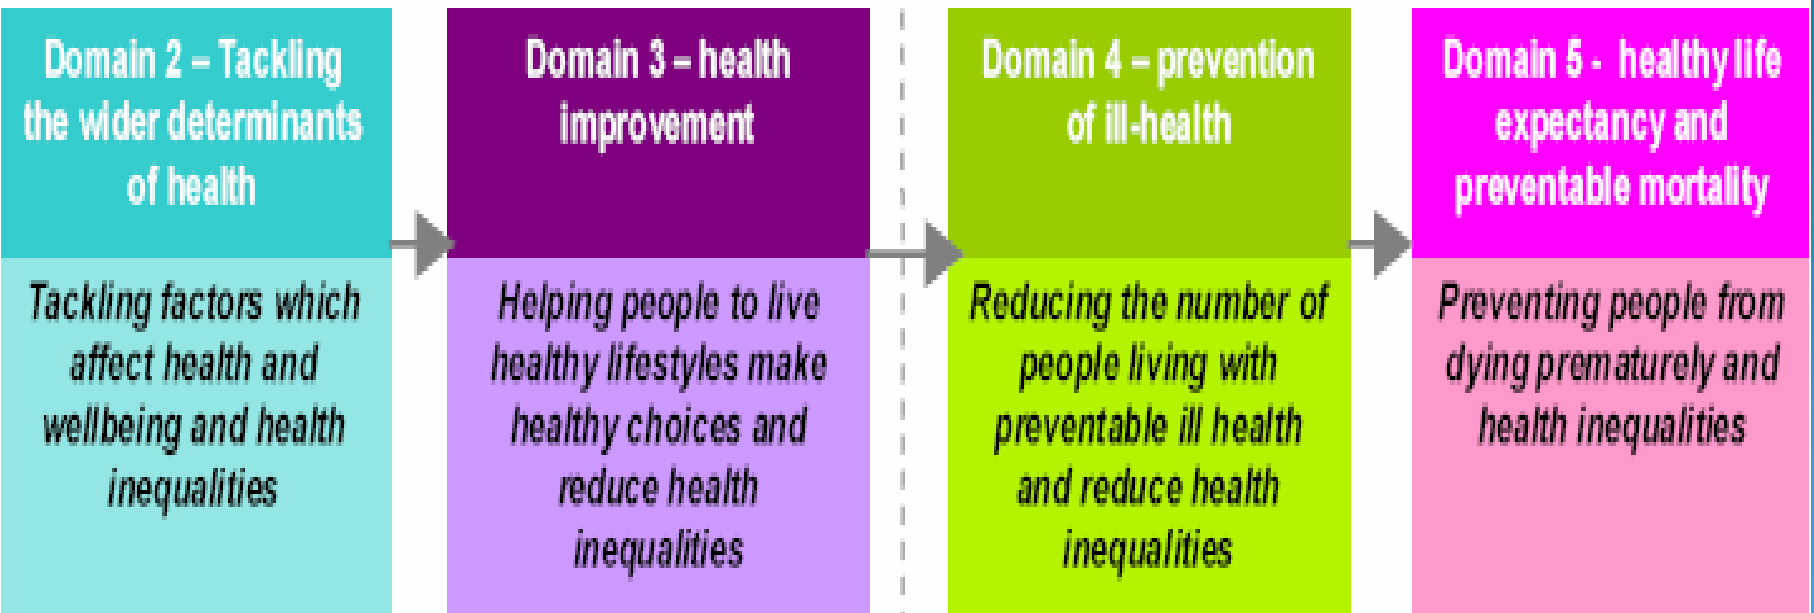 Domain 2 – Tackling
the wider determinants
of health
Tackling factors which
affect health and
wellbeing and health
inequalities
Domain 3 – health
improvement
Helping people to live
healthy lifestyles make
healthy choices and
reduce health
inequalities
Domain 4 – prevention
of ill-health
Reducing the number of
people living with
preventable ill health
and reduce health
inequalities
Domain 5 - healthy life
expectancy and
preventable mortality
Preventing people from
dying prematurely and
health inequalities